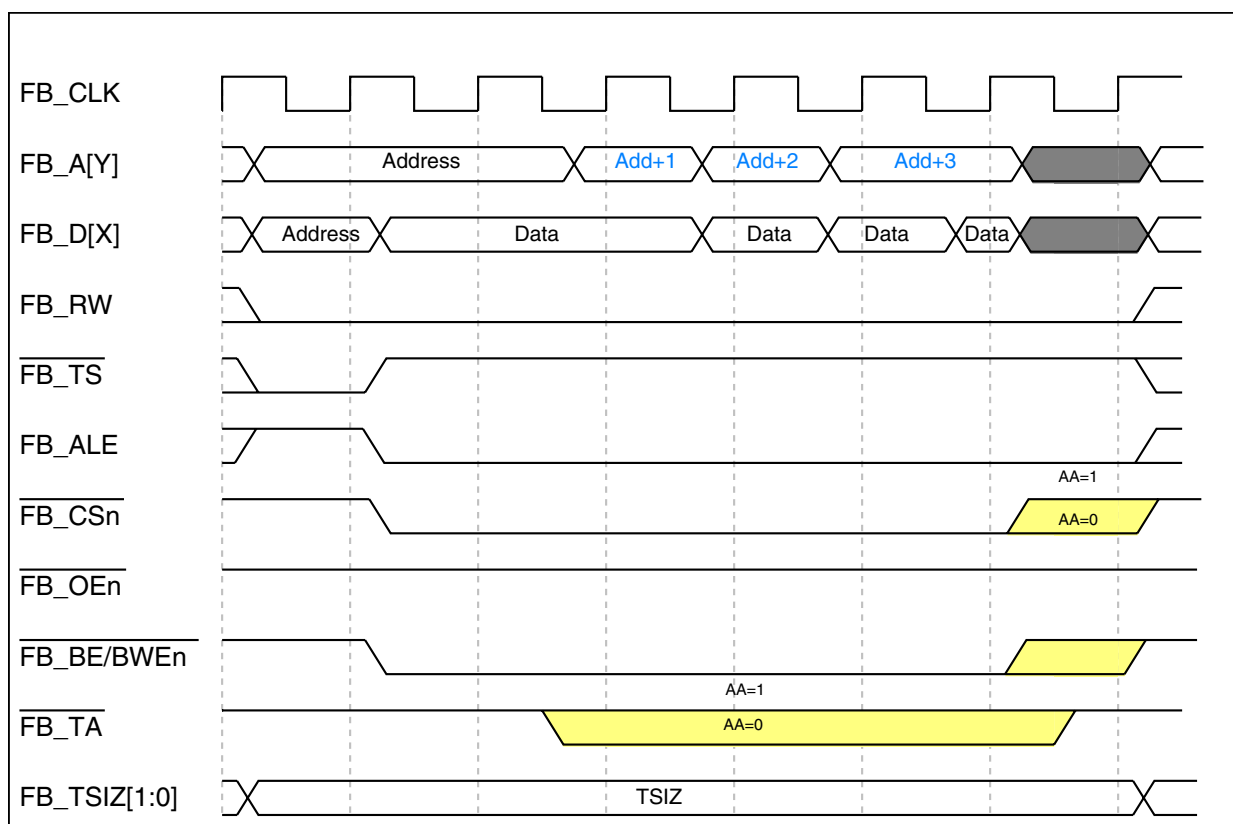 FB_CLK
FB_A[Y] Address Add+1 Add+2 Add+3
FB_D[X] Address Data Data Data Data
FB_RW
FB_TS
FB_ALE
AA=1
FB_CSn AA=0
FB_OEn
FB_BE/BWEn
AA=1
FB_TA AA=0
FB_TSIZ[1:0] TSIZ